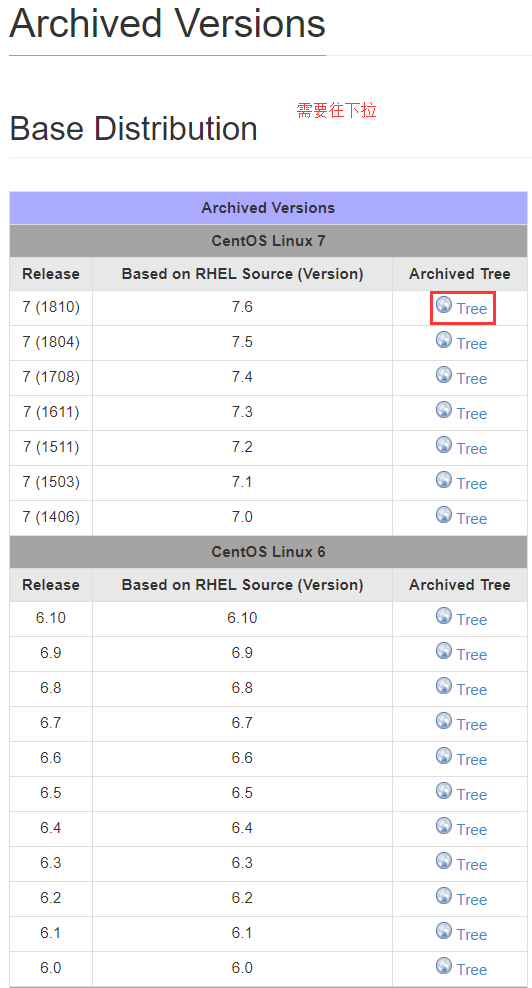 Archived Versions
需要往下拉
Base Distribution
Archived Versions
CentOS Linux 7
Release Based on RHEL Source (Version) Archived Tree
7 (1810) 7.6 Tree
7 (1804) 7.5 Tree
7 (1708) 7.4 Tree
7 (1611) 7.3 Tree
7 (1511) 7.2 Tree
7 (1503) 7.1 Tree
7 (1406) 7.0 Tree
CentOS Linux 6
Release Based on RHEL Source (Version) Archived Tree
6.10 6.10 Tree
6.9 6.9 Tree
6.8 6.8 Tree
6.7 6.7 Tree
6.6 6.6 Tree
6.5 6.5 Tree
6.4 6.4 Tree
6.3 6.3 Tree
6.2 6.2 Tree
6.1 6.1 Tree
6.0 6.0 Tree